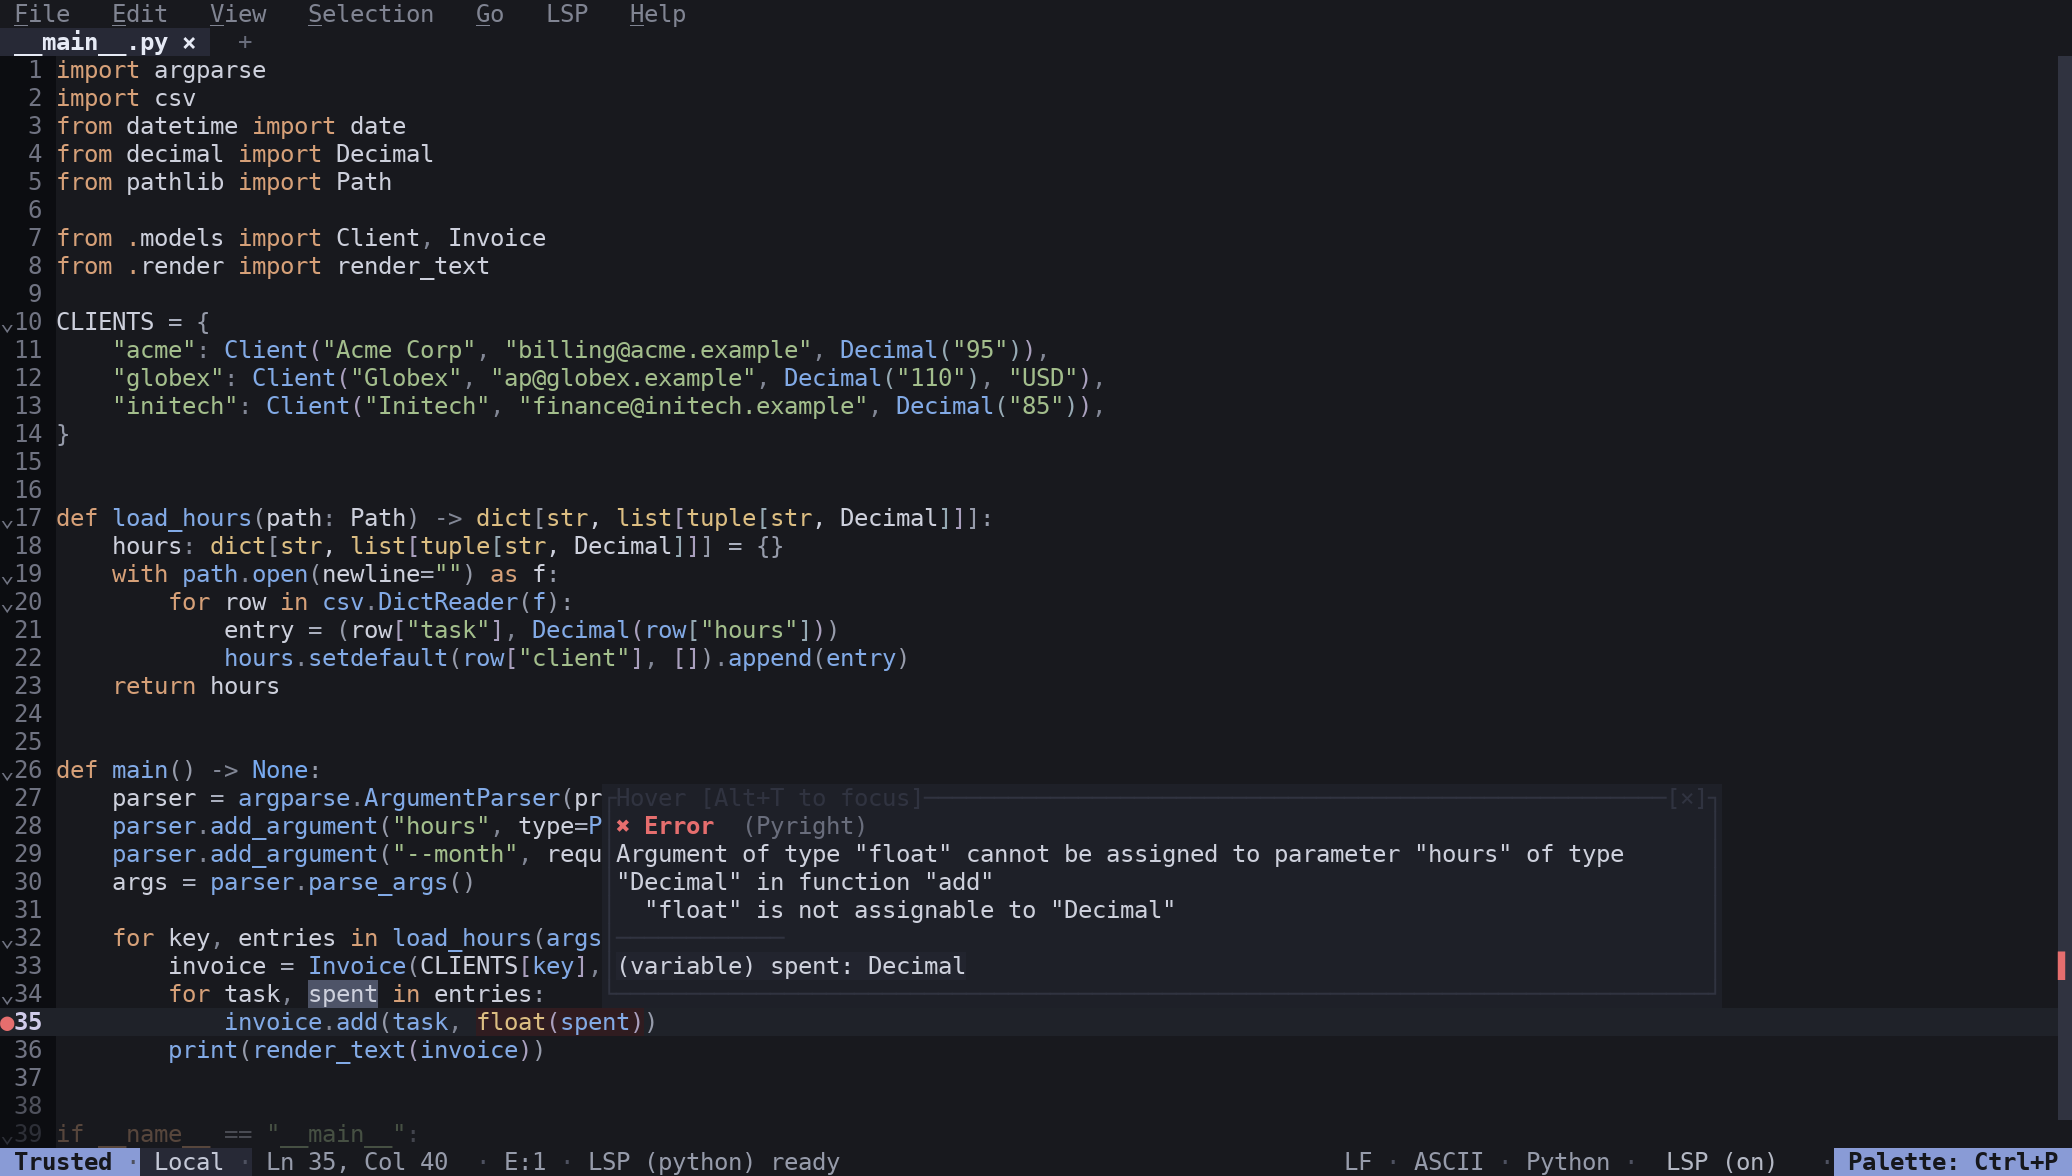 File   Edit   View   Selection   Go   LSP   Help
__main__.py ×   +
1 import argparse
2 import csv
3 from datetime import date
4 from decimal import Decimal
5 from pathlib import Path
6
7 from .models import Client, Invoice
8 from .render import render_text
9
10 CLIENTS = {
11     "acme": Client("Acme Corp", "billing@acme.example", Decimal("95")),
12     "globex": Client("Globex", "ap@globex.example", Decimal("110"), "USD"),
13     "initech": Client("Initech", "finance@initech.example", Decimal("85")),
14 }
15
16
17 def load_hours(path: Path) -> dict[str, list[tuple[str, Decimal]]]:
18     hours: dict[str, list[tuple[str, Decimal]]] = {}
19     with path.open(newline="") as f:
20         for row in csv.DictReader(f):
21             entry = (row["task"], Decimal(row["hours"]))
22             hours.setdefault(row["client"], []).append(entry)
23     return hours
24
25
26 def main() -> None:
27     parser = argparse.ArgumentParser(pr
28     parser.add_argument("hours", type=P
29     parser.add_argument("--month", requ
30     args = parser.parse_args()
31
32     for key, entries in load_hours(args
33         invoice = Invoice(CLIENTS[key],
34         for task, spent in entries:
35             invoice.add(task, float(spent))
36         print(render_text(invoice))
37
38
39 if __name__ == "__main__":
Hover [Alt+T to focus] [×]
✖ Error  (Pyright)
Argument of type "float" cannot be assigned to parameter "hours" of type
"Decimal" in function "add"
  "float" is not assignable to "Decimal"
(variable) spent: Decimal
Trusted · Local · Ln 35, Col 40 · E:1 · LSP (python) ready   LF · ASCII · Python · LSP (on) · Palette: Ctrl+P